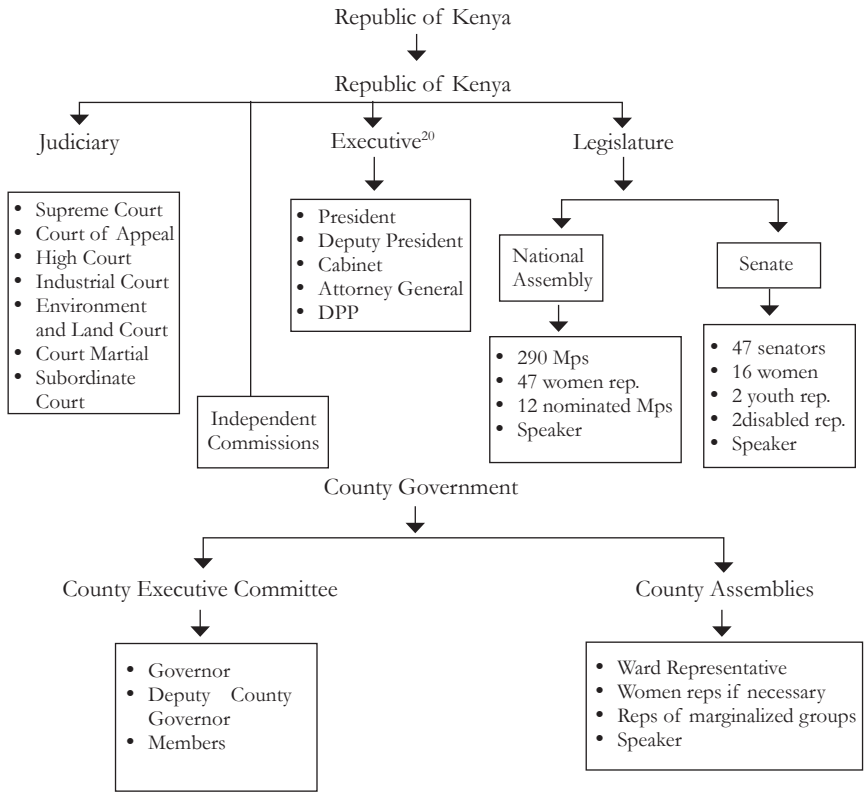 Republic of Kenya
Republic of Kenya
Judiciary
• Supreme Court
• Court of Appeal
• High Court
• Industrial Court
• Environment
and Land Court
• Court Martial
• Subordinate
Court
Independent
Commissions
Executive20
• President
• Deputy President
• Cabinet
• Attorney General
• DPP
Legislature
National
Assembly
• 290 Mps
• 47 women rep.
• 12 nominated Mps
• Speaker
Senate
• 47 senators
• 16 women
• 2 youth rep.
• 2disabled rep.
• Speaker
County Government
County Executive Committee
• Governor
• Deputy County
Governor
• Members
County Assemblies
• Ward Representative
• Women reps if necessary
• Reps of marginalized groups
• Speaker